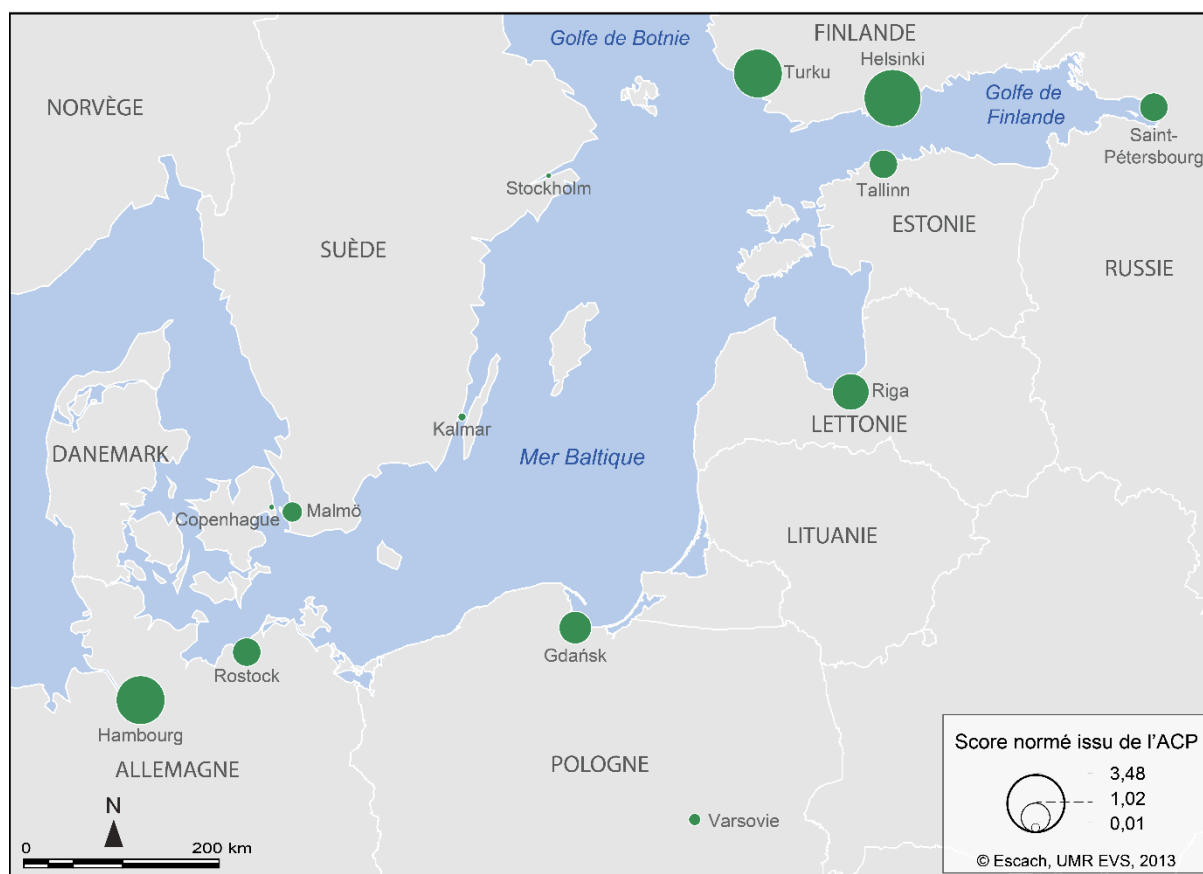 Golfe de Botnie
FINLANDE
Helsinki
Turku
NORVÈGE
Golfe de
Finlande
Saint-
Pétersbourg
Stockholm
Tallinn
ESTONIE
SUÈDE
RUSSIE
Riga
LETTONIE
Kalmar
DANEMARK
Mer Baltique
Copenhague
Malmö
LITUANIE
Gdańsk
Rostock
Hambourg
ALLEMAGNE
POLOGNE
Varsovie
N
0 200 km
Score normé issu de l'ACP
3,48
1,02
0,01
© Escach, UMR EVS, 2013